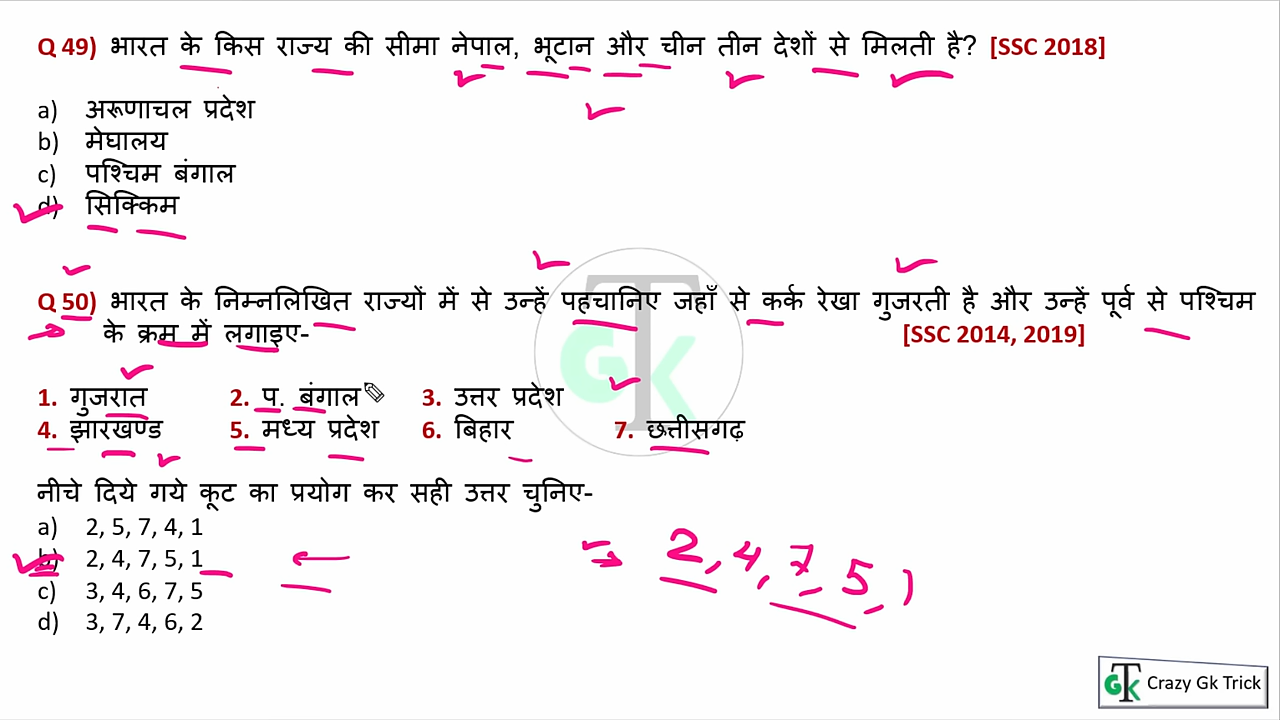 Q 49) भारत के किस राज्य की सीमा नेपाल, भूटान और चीन तीन देशों से मिलती है? [SSC 2018]
a) अरूणाचल प्रदेश
b) मेघालय
c) पश्चिम बंगाल
d) सिक्किम
Q 50) भारत के निम्नलिखित राज्यों में से उन्हें पहचानिए जहाँ से कर्क रेखा गुजरती है और उन्हें पूर्व से पश्चिम
के क्रम में लगाइए- [SSC 2014, 2019]
1. गुजरात 2. प. बंगाल 3. उत्तर प्रदेश
4. झारखण्ड 5. मध्य प्रदेश 6. बिहार 7. छत्तीसगढ़
नीचे दिये गये कूट का प्रयोग कर सही उत्तर चुनिए-
a) 2, 5, 7, 4, 1
b) 2, 4, 7, 5, 1
c) 3, 4, 6, 7, 5
d) 3, 7, 4, 6, 2
2, 4, 7, 5, 1
TGK
GTK Crazy Gk Trick